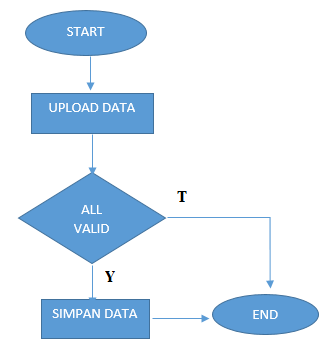 START
UPLOAD DATA
ALL
VALID
T
Y
SIMPAN DATA
END